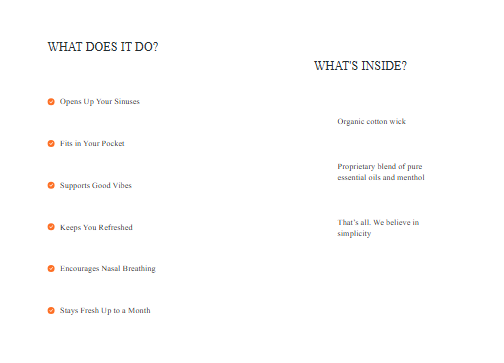 WHAT DOES IT DO?
Opens Up Your Sinuses
Fits in Your Pocket
Supports Good Vibes
Keeps You Refreshed
Encourages Nasal Breathing
Stays Fresh Up to a Month
WHAT'S INSIDE?
Organic cotton wick
Proprietary blend of pure
essential oils and menthol
That's all. We believe in
simplicity